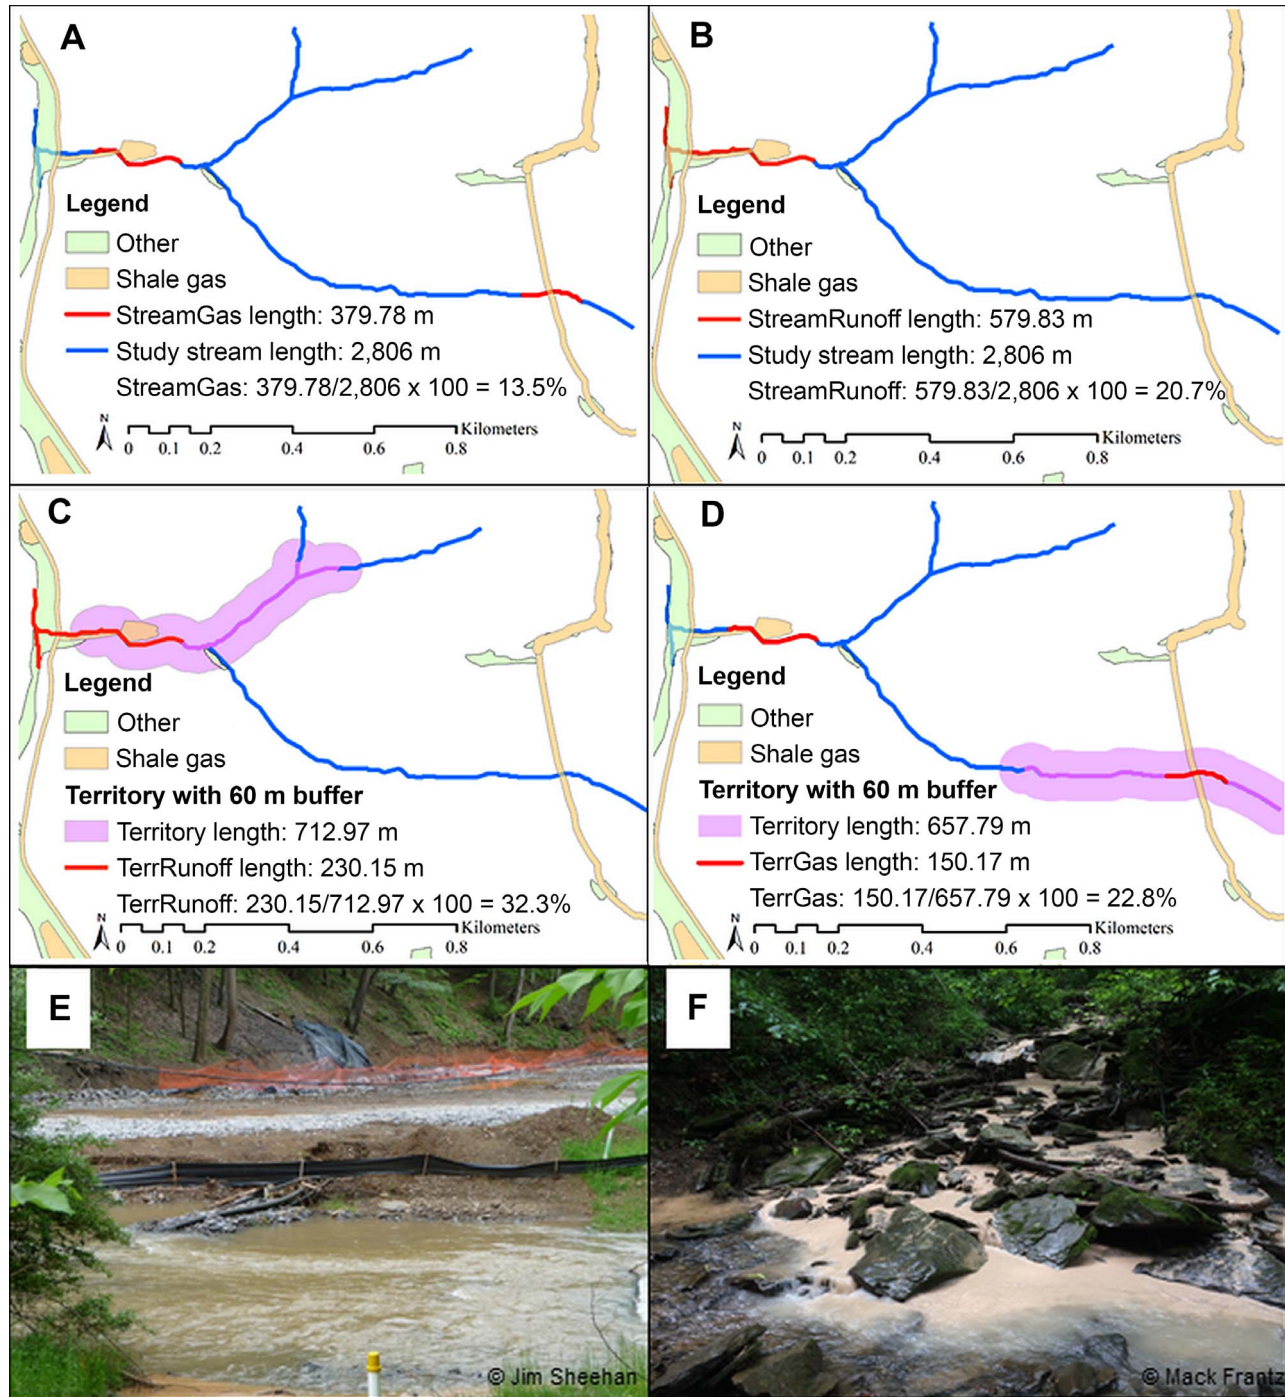 A
Legend
Other
Shale gas
StreamGas length: 379.78 m
Study stream length: 2,806 m
StreamGas: 379.78/2,806 x 100 = 13.5%
N
Kilometers
0 0.1 0.2 0.4 0.6 0.8
B
Legend
Other
Shale gas
StreamRunoff length: 579.83 m
Study stream length: 2,806 m
StreamRunoff: 579.83/2,806 x 100 = 20.7%
N
Kilometers
0 0.1 0.2 0.4 0.6 0.8
C
Legend
Other
Shale gas
Territory with 60 m buffer
Territory length: 712.97 m
TerrRunoff length: 230.15 m
TerrRunoff: 230.15/712.97 x 100 = 32.3%
N
Kilometers
0 0.1 0.2 0.4 0.6 0.8
D
Legend
Other
Shale gas
Territory with 60 m buffer
Territory length: 657.79 m
TerrGas length: 150.17 m
TerrGas: 150.17/657.79 x 100 = 22.8%
N
Kilometers
0 0.1 0.2 0.4 0.6 0.8
E
© Jim Sheehan
F
© Mack Frantz